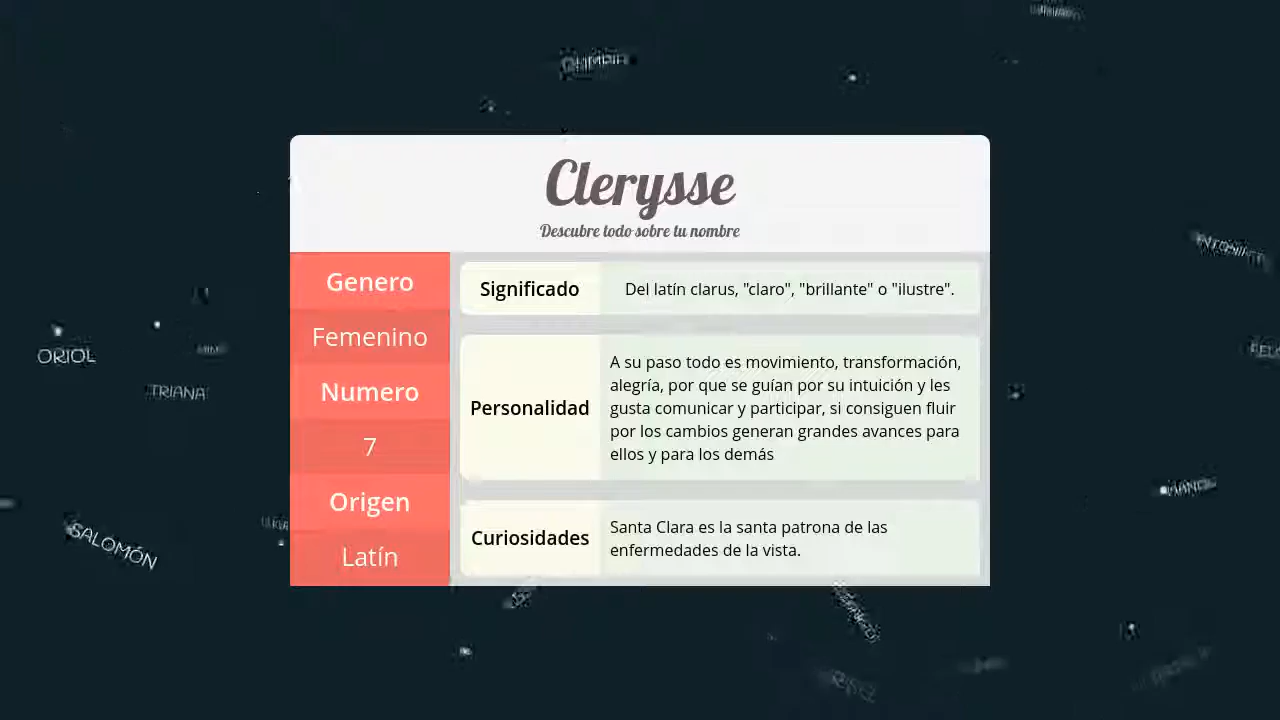 Clerysse
Descubre todo sobre tu nombre
Genero
Femenino
Numero
7
Origen
Latín
Significado
Del latín clarus, "claro", "brillante" o "ilustre".
Personalidad
A su paso todo es movimiento, transformación,
alegría, por que se guían por su intuición y les
gusta comunicar y participar, si consiguen fluir
por los cambios generan grandes avances para
ellos y para los demás
Curiosidades
Santa Clara es la santa patrona de las
enfermedades de la vista.
ORIOL
TRIANA
SALOMÓN